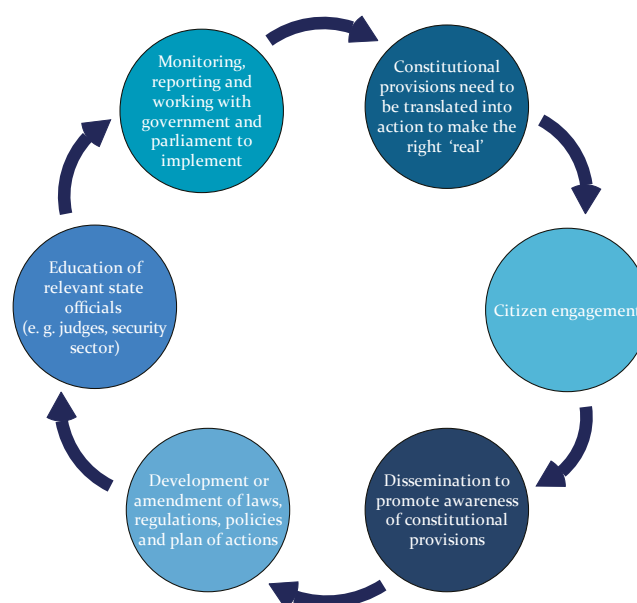 Monitoring,
reporting and
working with
government and
parliament to
implement
Constitutional
provisions need to
be translated into
action to make the
right ‘real’
Citizen engagement
Dissemination to
promote awareness
of constitutional
provisions
Development or
amendment of laws,
regulations, policies
and plan of actions
Education of
relevant state
officials
(e. g. judges, security
sector)